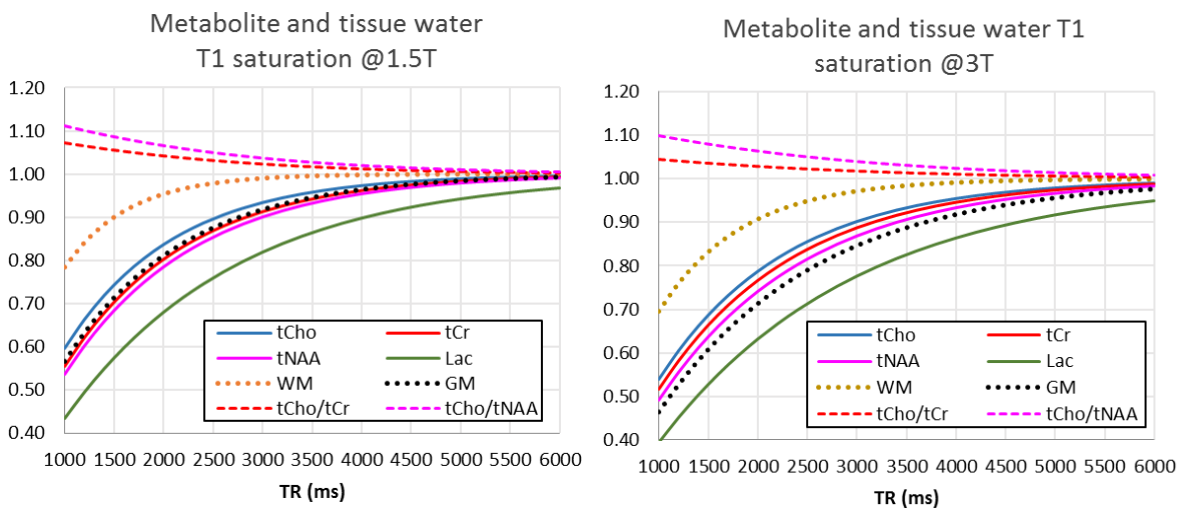 Metabolite and tissue water
T1 saturation @1.5T
1.20
1.10
1.00
0.90
0.80
0.70
0.60
0.50
0.40
tCho
tCr
tNAA
Lac
WM
GM
tCho/tCr
tCho/tNAA
1000 1500 2000 2500 3000 3500 4000 4500 5000 5500 6000
TR (ms)
Metabolite and tissue water T1
saturation @3T
1.20
1.10
1.00
0.90
0.80
0.70
0.60
0.50
0.40
tCho
tCr
tNAA
Lac
WM
GM
tCho/tCr
tCho/tNAA
1000 1500 2000 2500 3000 3500 4000 4500 5000 5500 6000
TR (ms)